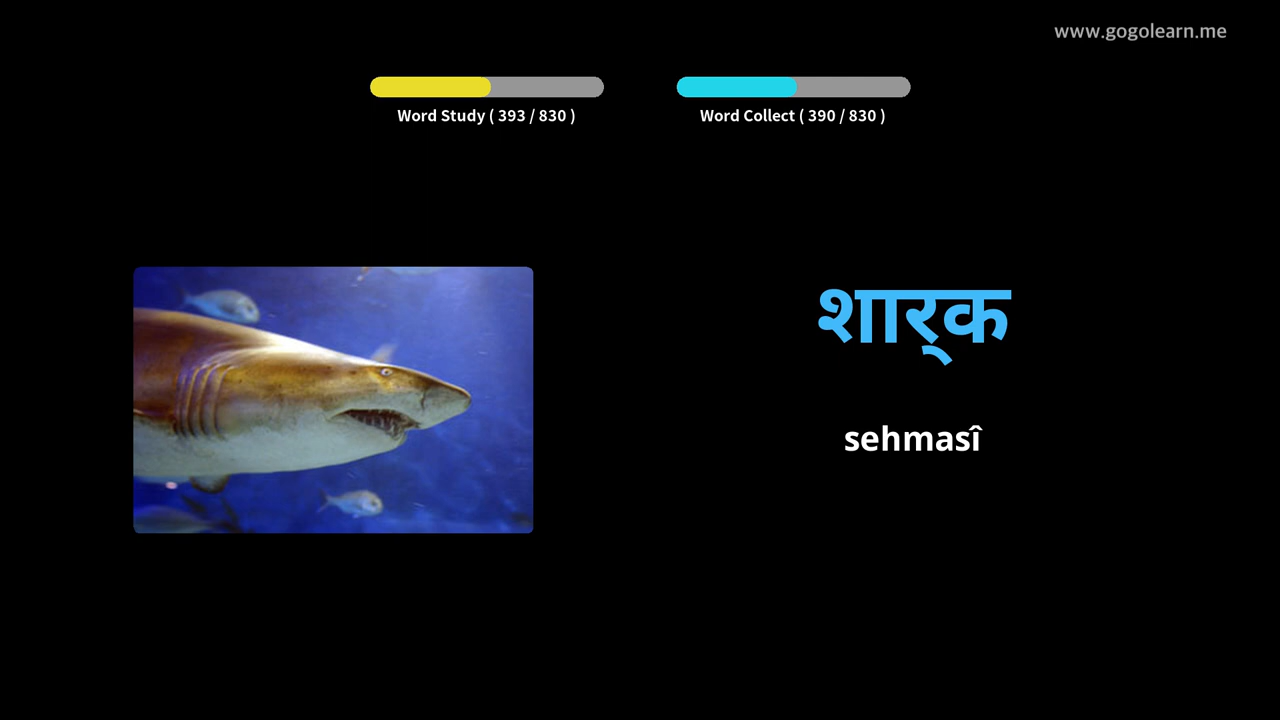 www.gogolearn.me
Word Study ( 393 / 830 )
Word Collect ( 390 / 830 )
शार्‌क
sehmasî